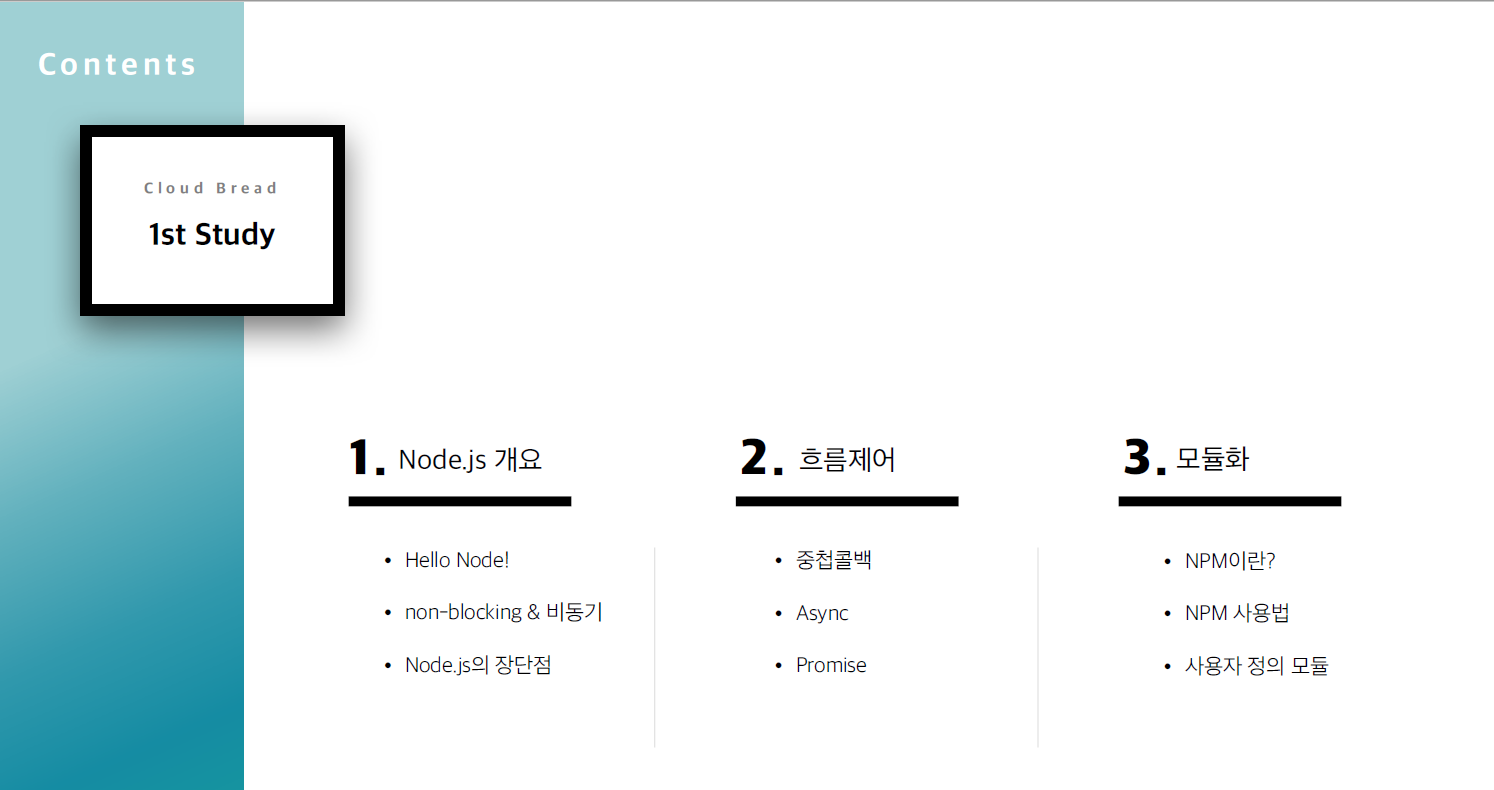 Contents
Cloud Bread
1st Study
1. Node.js 개요
• Hello Node!
• non-blocking & 비동기
• Node.js의 장단점
2. 흐름제어
• 중첩콜백
• Async
• Promise
3. 모듈화
• NPM이란?
• NPM 사용법
• 사용자 정의 모듈